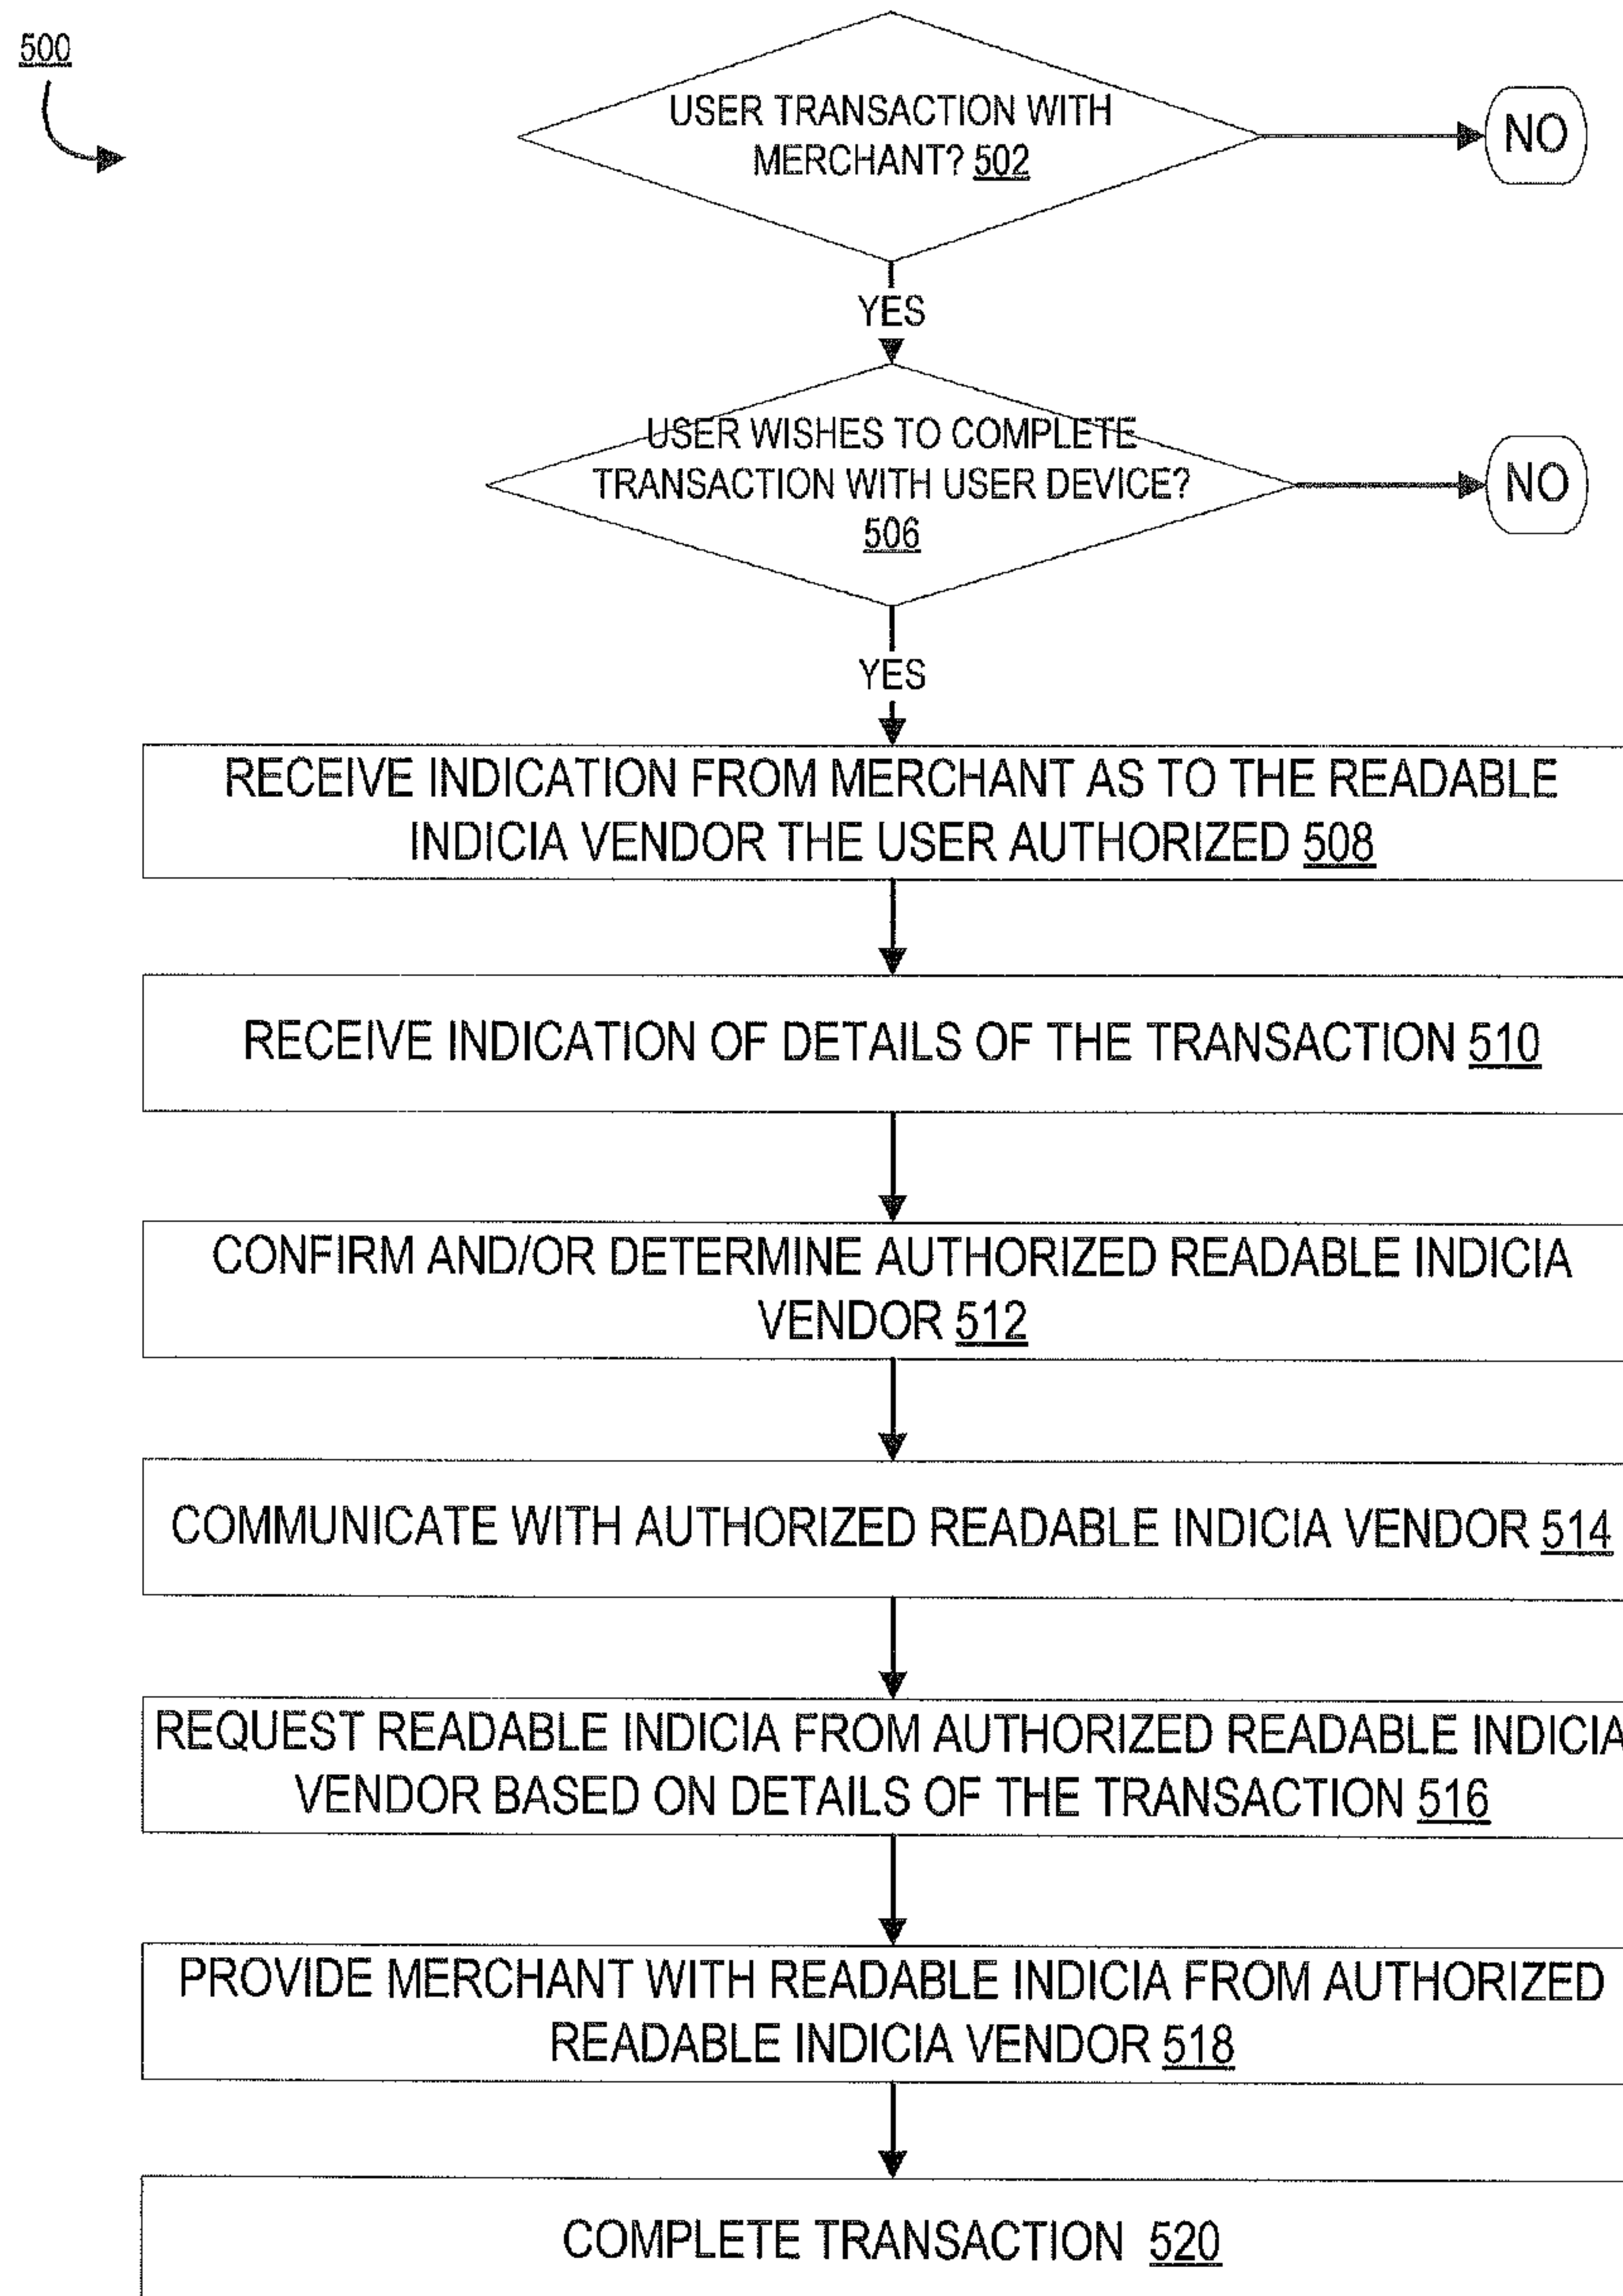 500
USER TRANSACTION WITH
MERCHANT? 502
NO
YES
USER WISHES TO COMPLETE
TRANSACTION WITH USER DEVICE?
506
NO
YES
RECEIVE INDICATION FROM MERCHANT AS TO THE READABLE
INDICIA VENDOR THE USER AUTHORIZED 508
RECEIVE INDICATION OF DETAILS OF THE TRANSACTION 510
CONFIRM AND/OR DETERMINE AUTHORIZED READABLE INDICIA
VENDOR 512
COMMUNICATE WITH AUTHORIZED READABLE INDICIA VENDOR 514
REQUEST READABLE INDICIA FROM AUTHORIZED READABLE INDICIA
VENDOR BASED ON DETAILS OF THE TRANSACTION 516
PROVIDE MERCHANT WITH READABLE INDICIA FROM AUTHORIZED
READABLE INDICIA VENDOR 518
COMPLETE TRANSACTION 520